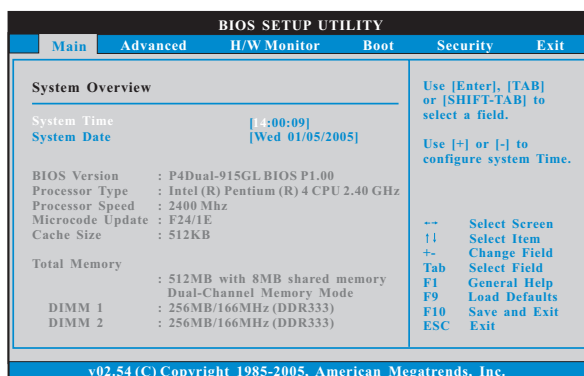 BIOS SETUP UTILITY
Main Advanced H/W Monitor Boot Security Exit
System Overview
System Time [14:00:09]
System Date [Wed 01/05/2005]
BIOS Version : P4Dual-915GL BIOS P1.00
Processor Type : Intel (R) Pentium (R) 4 CPU 2.40 GHz
Processor Speed : 2400 Mhz
Microcode Update : F24/1E
Cache Size : 512KB
Total Memory
: 512MB with 8MB shared memory
Dual-Channel Memory Mode
DIMM 1 : 256MB/166MHz (DDR333)
DIMM 2 : 256MB/166MHz (DDR333)
Use [Enter], [TAB]
or [SHIFT-TAB] to
select a field.
Use [+] or [-] to
configure system Time.
←→ Select Screen
↑↓ Select Item
+- Change Field
Tab Select Field
F1 General Help
F9 Load Defaults
F10 Save and Exit
ESC Exit
v02.54 (C) Copyright 1985-2005, American Megatrends, Inc.